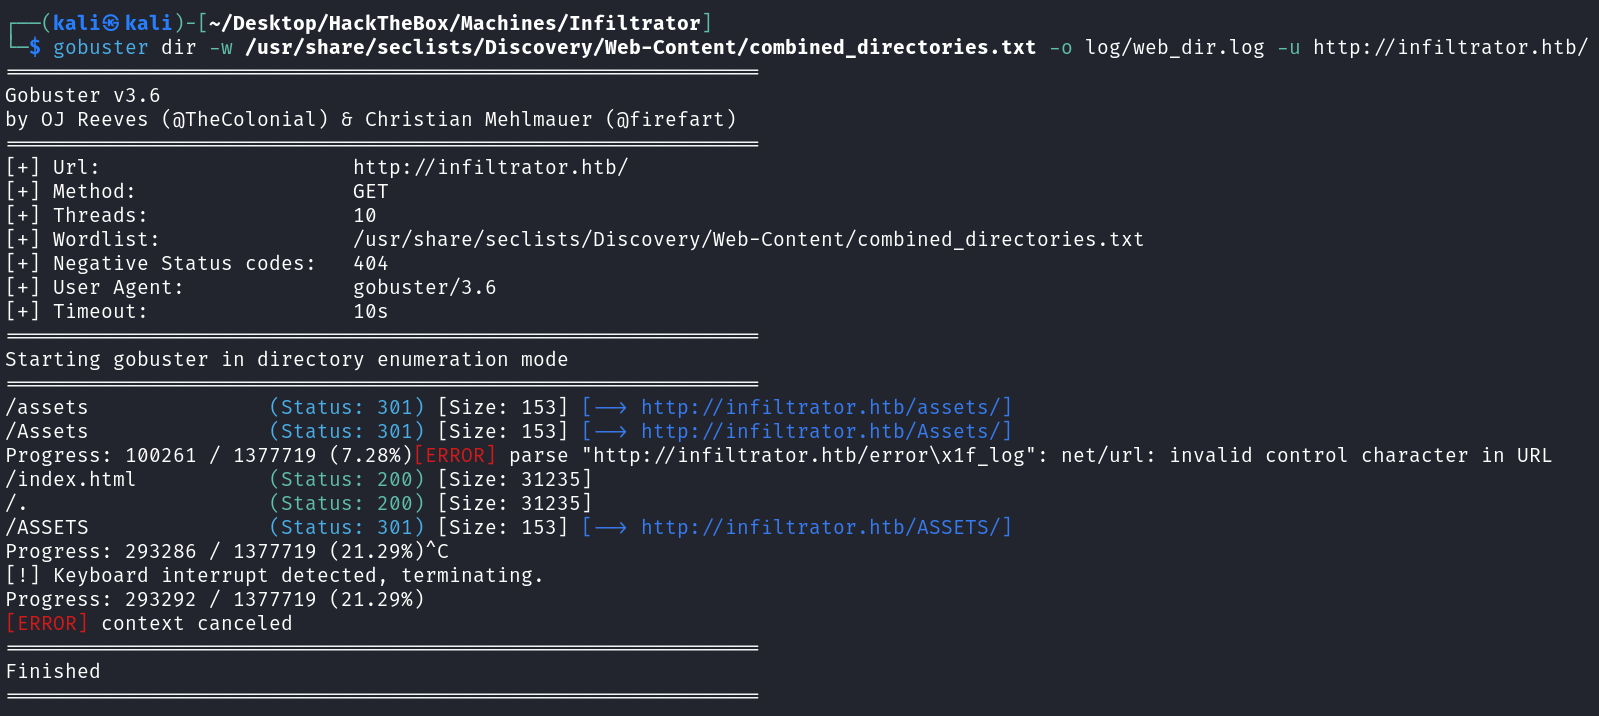 ┌──(kali㉿kali)-[~/Desktop/HackTheBox/Machines/Infiltrator]
└─$ gobuster dir -w /usr/share/seclists/Discovery/Web-Content/combined_directories.txt -o log/web_dir.log -u http://infiltrator.htb/
===============================================================
Gobuster v3.6
by OJ Reeves (@TheColonial) & Christian Mehlmauer (@firefart)
===============================================================
[+] Url:                     http://infiltrator.htb/
[+] Method:                  GET
[+] Threads:                 10
[+] Wordlist:                /usr/share/seclists/Discovery/Web-Content/combined_directories.txt
[+] Negative Status codes:   404
[+] User Agent:              gobuster/3.6
[+] Timeout:                 10s
===============================================================
Starting gobuster in directory enumeration mode
===============================================================
/assets               (Status: 301) [Size: 153] [--> http://infiltrator.htb/assets/]
/Assets               (Status: 301) [Size: 153] [--> http://infiltrator.htb/Assets/]
Progress: 100261 / 1377719 (7.28%)[ERROR] parse "http://infiltrator.htb/error\x1f_log": net/url: invalid control character in URL
/index.html           (Status: 200) [Size: 31235]
/.                    (Status: 200) [Size: 31235]
/ASSETS               (Status: 301) [Size: 153] [--> http://infiltrator.htb/ASSETS/]
Progress: 293286 / 1377719 (21.29%)^C
[!] Keyboard interrupt detected, terminating.
Progress: 293292 / 1377719 (21.29%)
[ERROR] context canceled
===============================================================
Finished
===============================================================